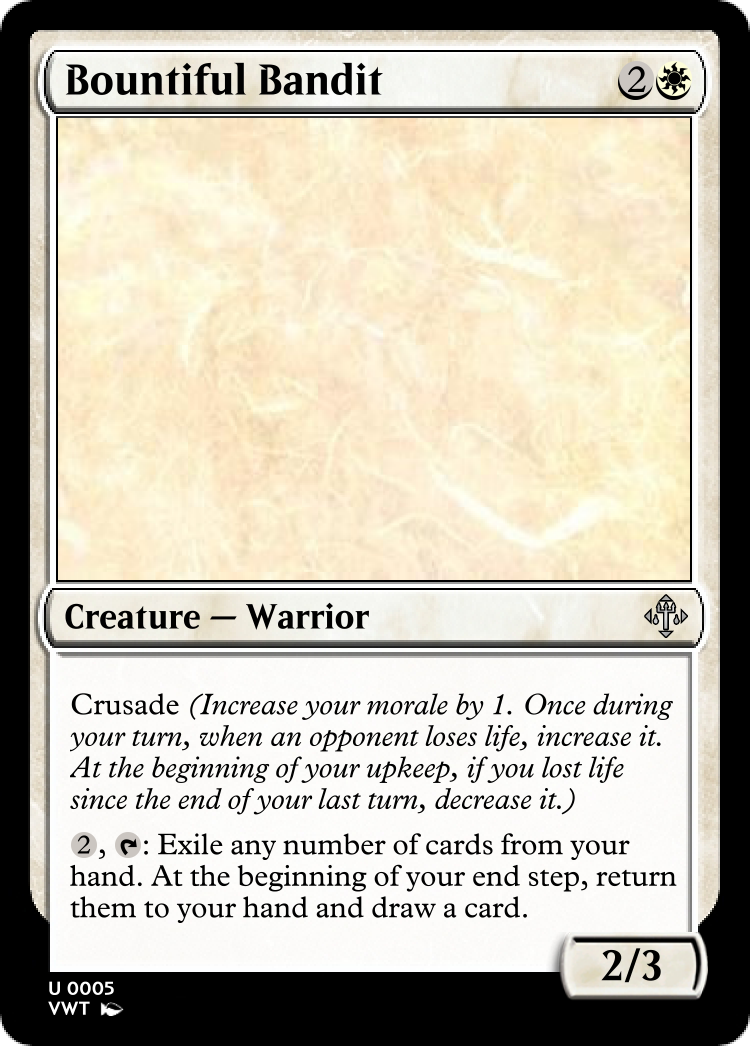 Bountiful Bandit 2
Creature — Warrior
Crusade (Increase your morale by 1. Once during
your turn, when an opponent loses life, increase it.
At the beginning of your upkeep, if you lost life
since the end of your last turn, decrease it.)
2, : Exile any number of cards from your
hand. At the beginning of your end step, return
them to your hand and draw a card.
2/3
U 0005
VWT